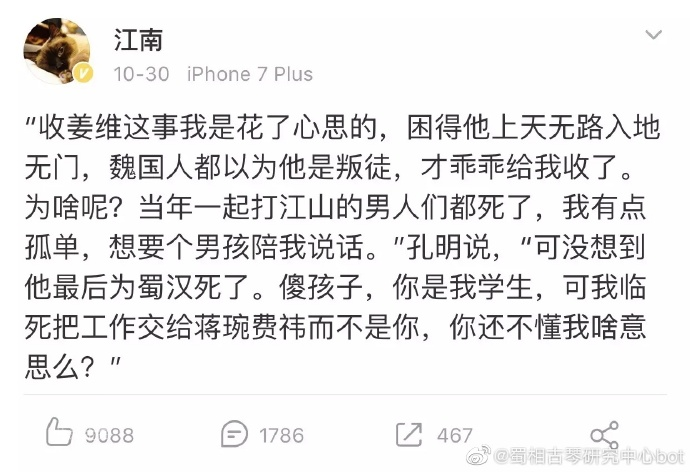 江南
10-30 iPhone 7 Plus
"收姜维这事我是花了心思的，困得他上天无路入地
无门，魏国人都以为他是叛徒，才乖乖给我收了。
为啥呢？当年一起打江山的男人们都死了，我有点
孤单，想要个男孩陪我说话。"孔明说，“可没想到
他最后为蜀汉死了。傻孩子，你是我学生，可我临
死把工作交给蒋琬费祎而不是你，你还不懂我啥意
思么？"
9088 1786 467
@蜀相古琴研究中心bot